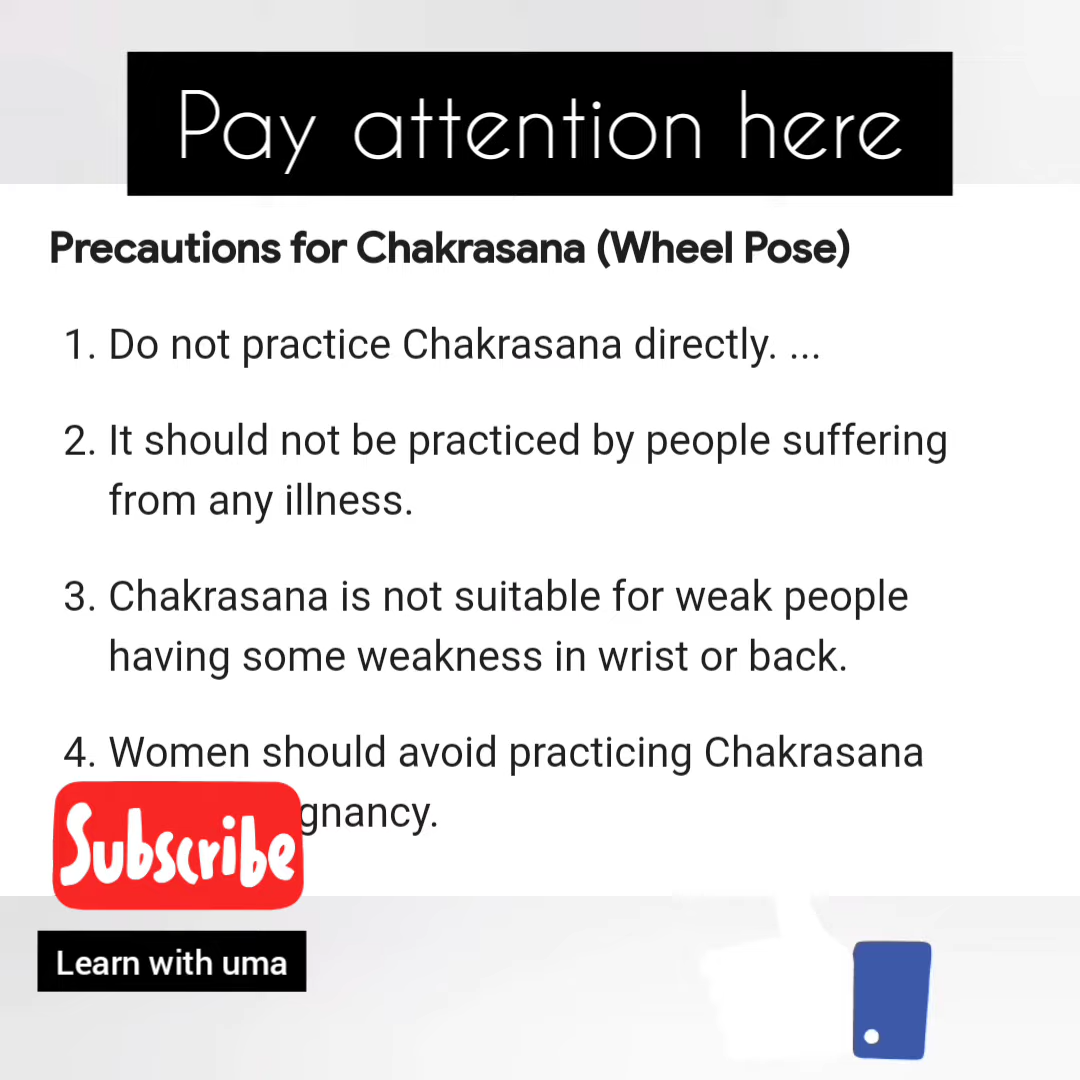 Pay attention here
Precautions for Chakrasana (Wheel Pose)
1. Do not practice Chakrasana directly. ...
2. It should not be practiced by people suffering
from any illness.
3. Chakrasana is not suitable for weak people
having some weakness in wrist or back.
4. Women should avoid practicing Chakrasana
gnancy.
Subscribe
Learn with uma